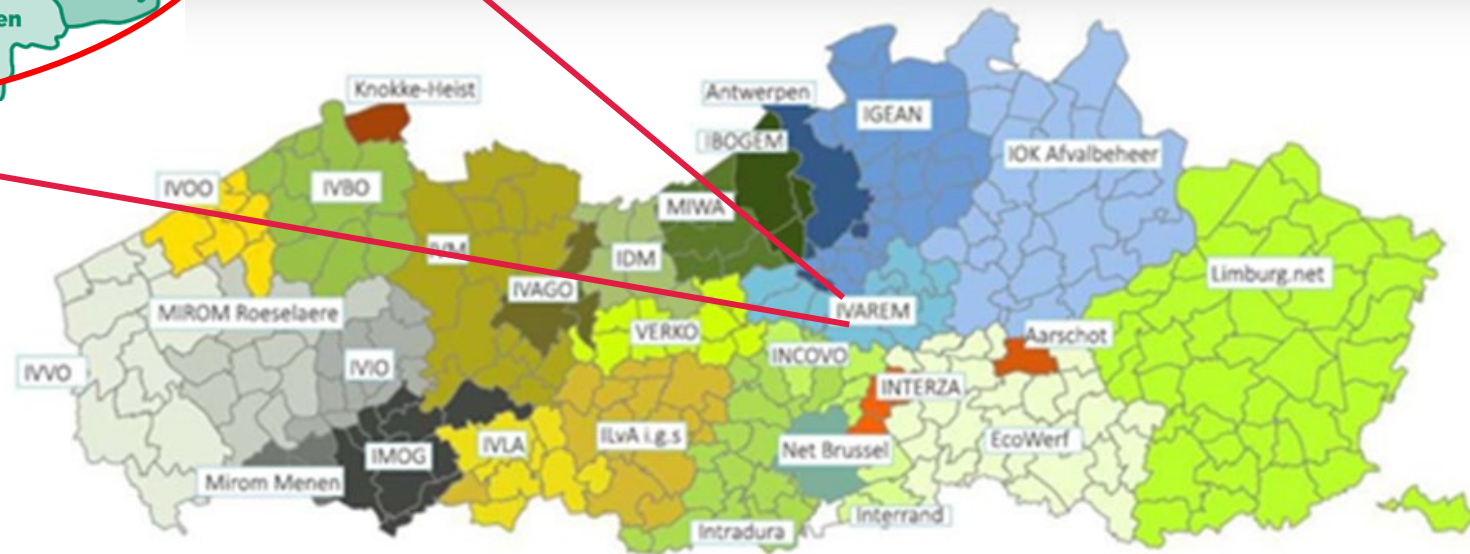 en
Knokke-Heist
Antwerpen
IGEAN
IBOGEM
IOK Afvalbeheer
IVOO
IVBO
MIWA
IVM
IDM
Limburg.net
IVAGO
MIROM Roeselaere
IVAREM
VERKO
Aarschot
INCOVO
IVVO
IVIO
INTERZA
ILvA i.g.s
EcoWerf
IVLA
Net Brussel
IMOG
Mirom Menen
Interrand
Intradura